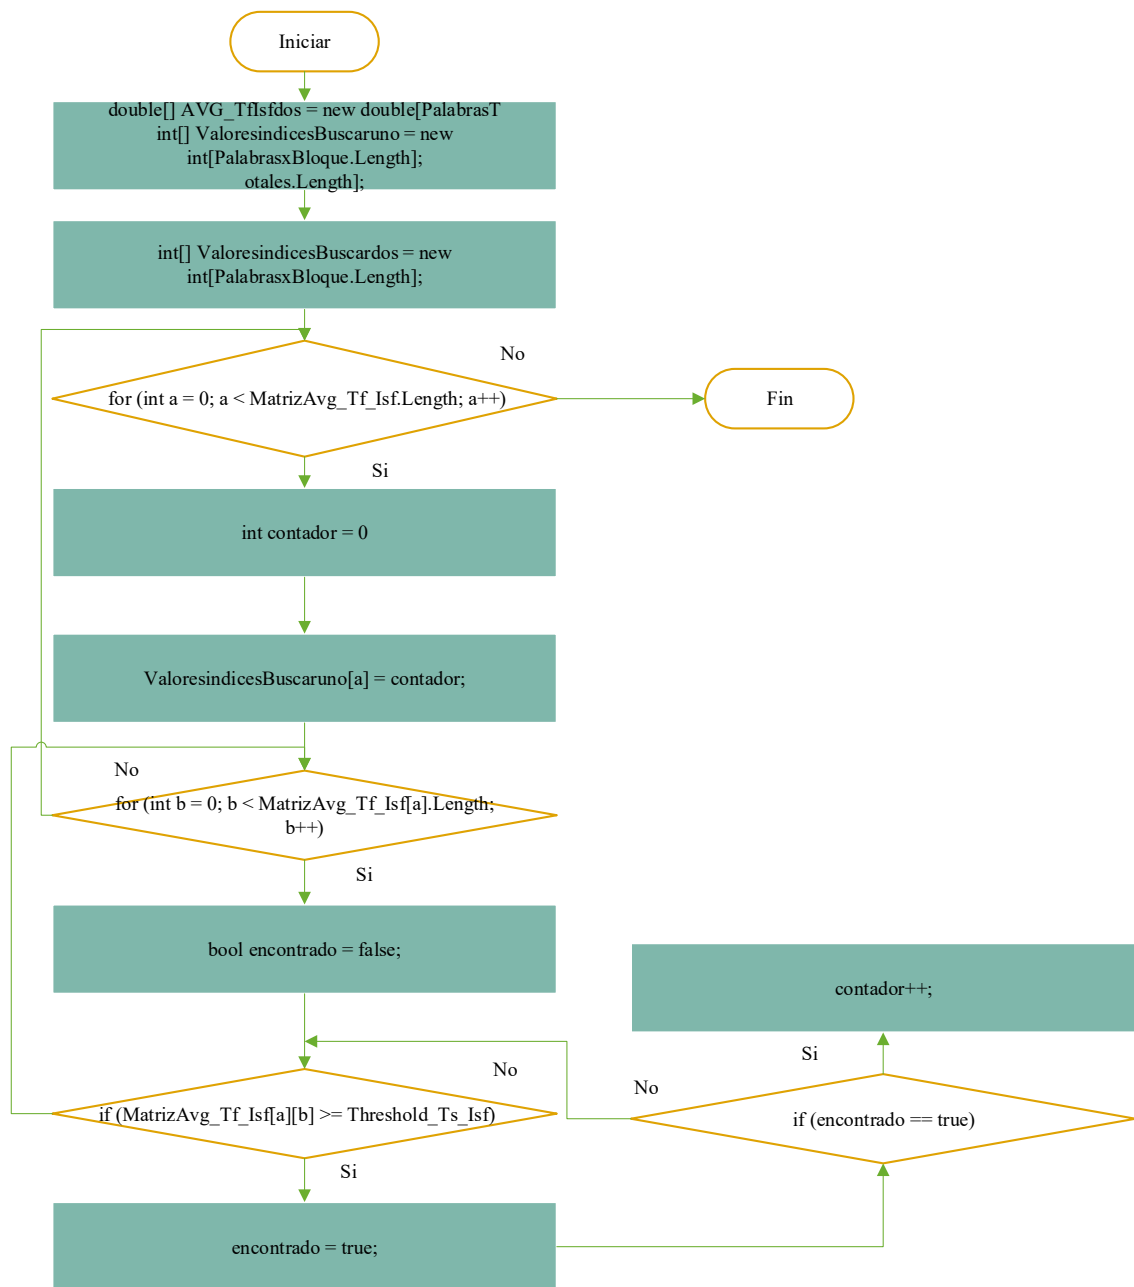 Iniciar
double[] AVG_TfIsfdos = new double[PalabrasT
int[] ValoresindicesBuscaruno = new
int[PalabrasxBloque.Length];
otales.Length];
int[] ValoresindicesBuscardos = new
int[PalabrasxBloque.Length];
No
for (int a = 0; a < MatrizAvg_Tf_Isf.Length; a++)
Fin
Si
int contador = 0
ValoresindicesBuscaruno[a] = contador;
No
for (int b = 0; b < MatrizAvg_Tf_Isf[a].Length;
b++)
Si
bool encontrado = false;
contador++;
Si
No
No
if (MatrizAvg_Tf_Isf[a][b] >= Threshold_Ts_Isf)
if (encontrado == true)
Si
encontrado = true;